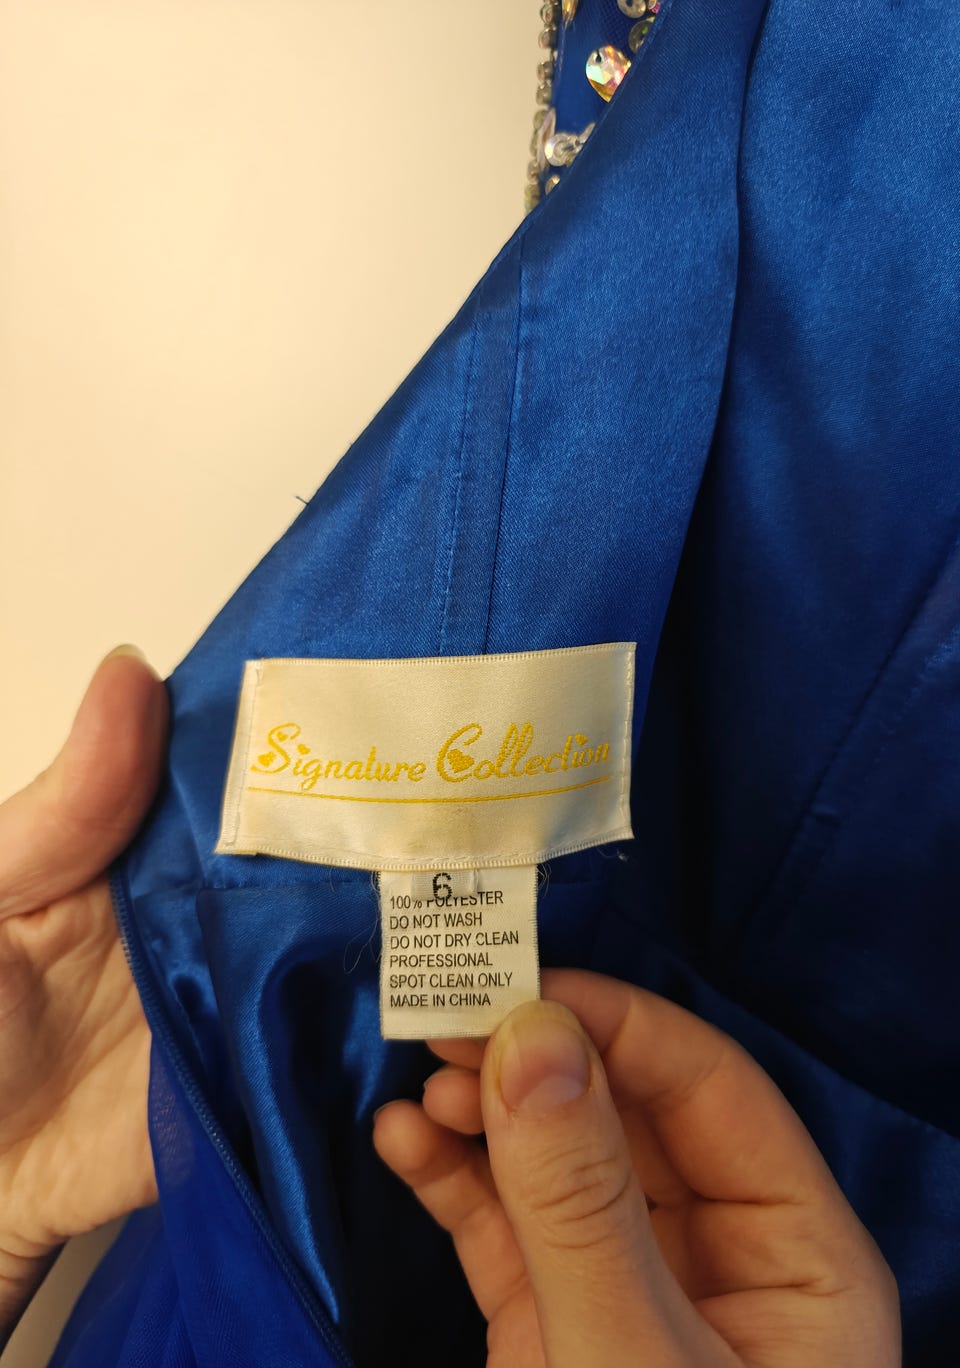 Signature Collection
6
100% POLYESTER
DO NOT WASH
DO NOT DRY CLEAN
PROFESSIONAL
SPOT CLEAN ONLY
MADE IN CHINA